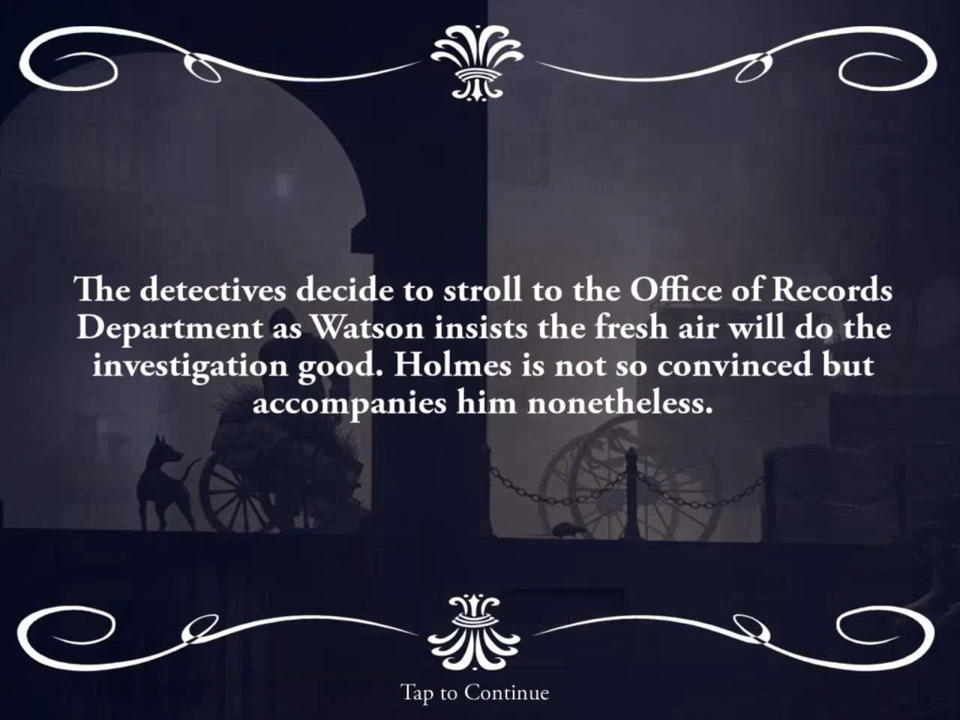 The detectives decide to stroll to the Office of Records
Department as Watson insists the fresh air will do the
investigation good. Holmes is not so convinced but
accompanies him nonetheless.
Tap to Continue